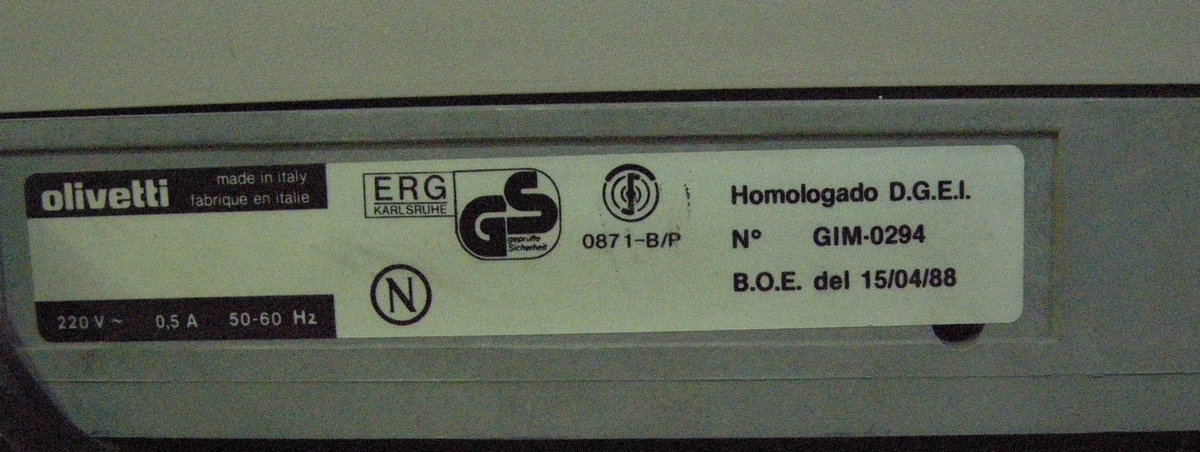 olivetti
made in italy
fabrique en italie
220 V ~ 0,5 A 50-60 Hz
ERG
KARLSRUHE
GS
geprüfte
Sicherheit
N
0871-B/P
Homologado D.G.E.I.
Nº GIM-0294
B.O.E. del 15/04/88